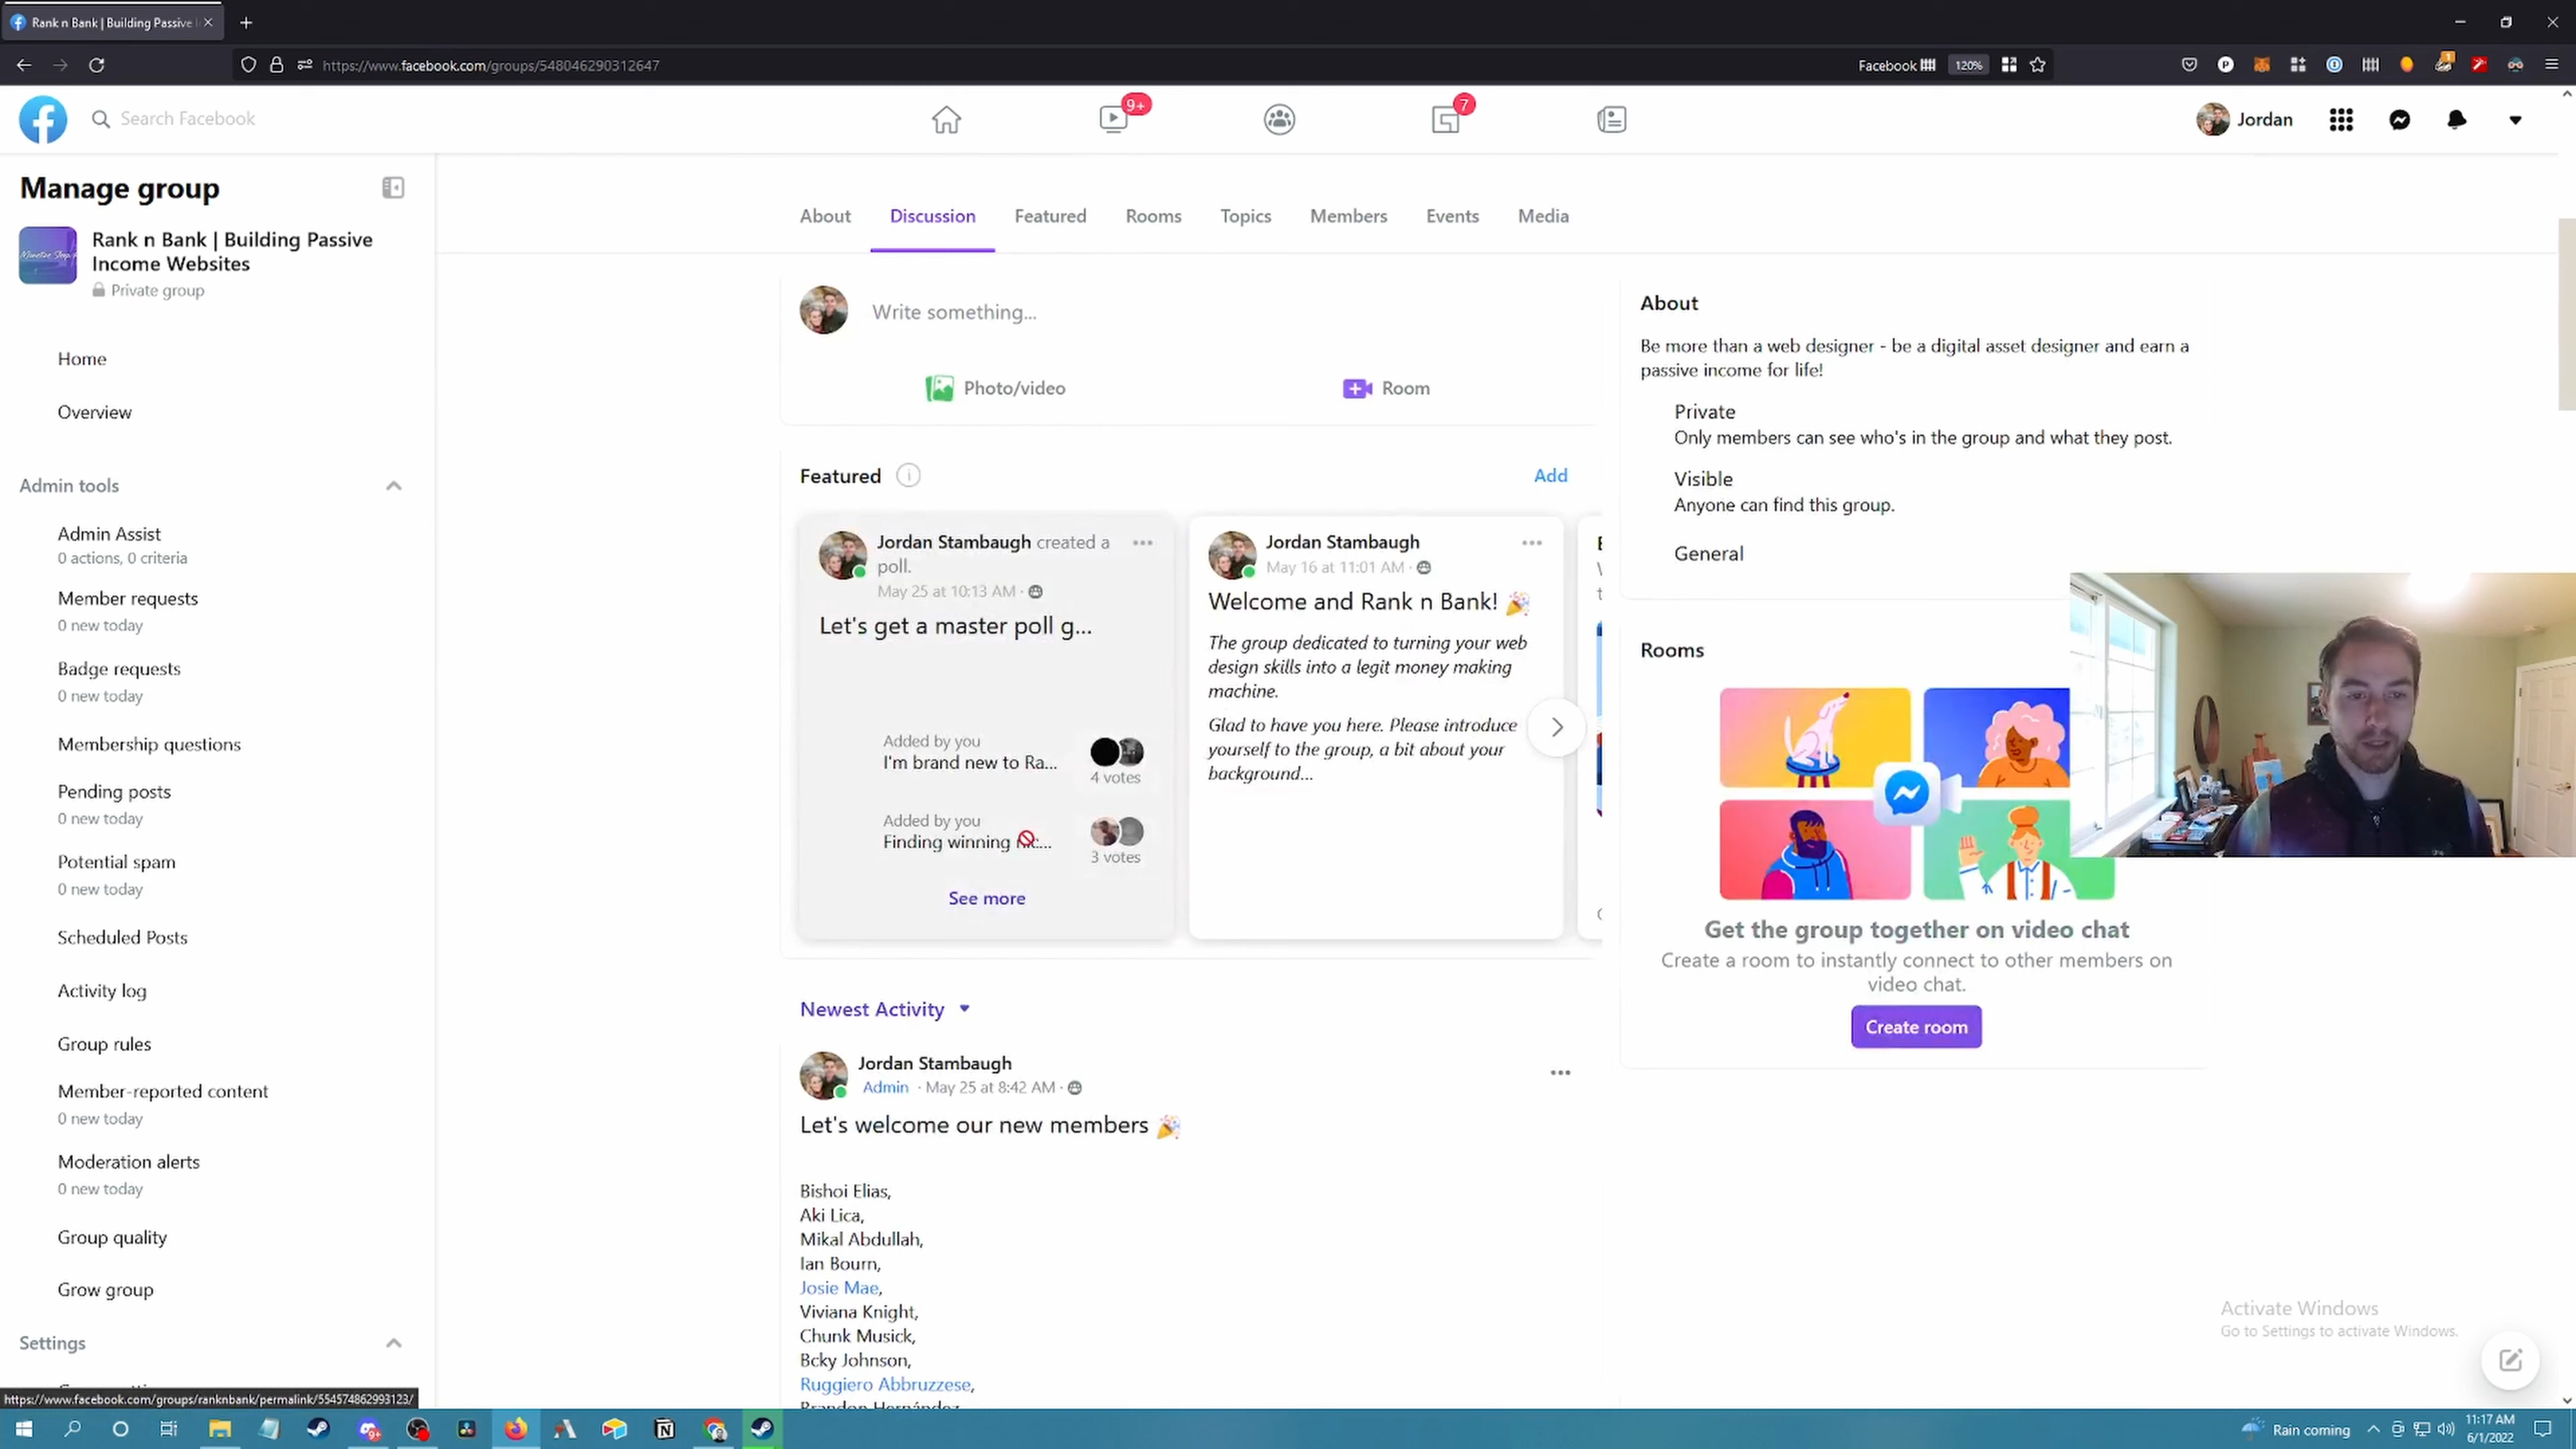 Rank n Bank | Building Passive
https://www.facebook.com/groups/548046290312647
Facebook
120%
1
Search Facebook
9+
7
Jordan
Manage group
Rank n Bank | Building Passive
Income Websites
Private group
Home
Overview
Admin tools
Admin Assist
0 actions, 0 criteria
Member requests
0 new today
Badge requests
0 new today
Membership questions
Pending posts
0 new today
Potential spam
0 new today
Scheduled Posts
Activity log
Group rules
Member-reported content
0 new today
Moderation alerts
0 new today
Group quality
Grow group
Settings
https://www.facebook.com/groups/ranknbank/permalink/554574862993123/
About
Discussion
Featured
Rooms
Topics
Members
Events
Media
Write something...
Photo/video
Room
Featured
Add
Jordan Stambaugh created a
poll.
May 25 at 10:13 AM ·
Let's get a master poll g...
Added by you
I'm brand new to Ra...
4 votes
Added by you
Finding winning
3 votes
See more
Jordan Stambaugh
May 16 at 11:01 AM ·
Welcome and Rank n Bank! 🎉
The group dedicated to turning your web
design skills into a legit money making
machine.
Glad to have you here. Please introduce
yourself to the group, a bit about your
background...
Newest Activity
Jordan Stambaugh
Admin · May 25 at 8:42 AM ·
Let's welcome our new members 🎉
Bishoi Elias,
Aki Lica,
Mikal Abdullah,
Ian Bourn,
Josie Mae,
Viviana Knight,
Chunk Musick,
Bcky Johnson,
Ruggiero Abbruzzese,
Brandon Hernández
About
Be more than a web designer - be a digital asset designer and earn a
passive income for life!
Private
Only members can see who's in the group and what they post.
Visible
Anyone can find this group.
General
Rooms
Get the group together on video chat
Create a room to instantly connect to other members on
video chat.
Create room
Activate Windows
Go to Settings to activate Windows.
9+
Rain coming
11:17 AM
6/1/2022